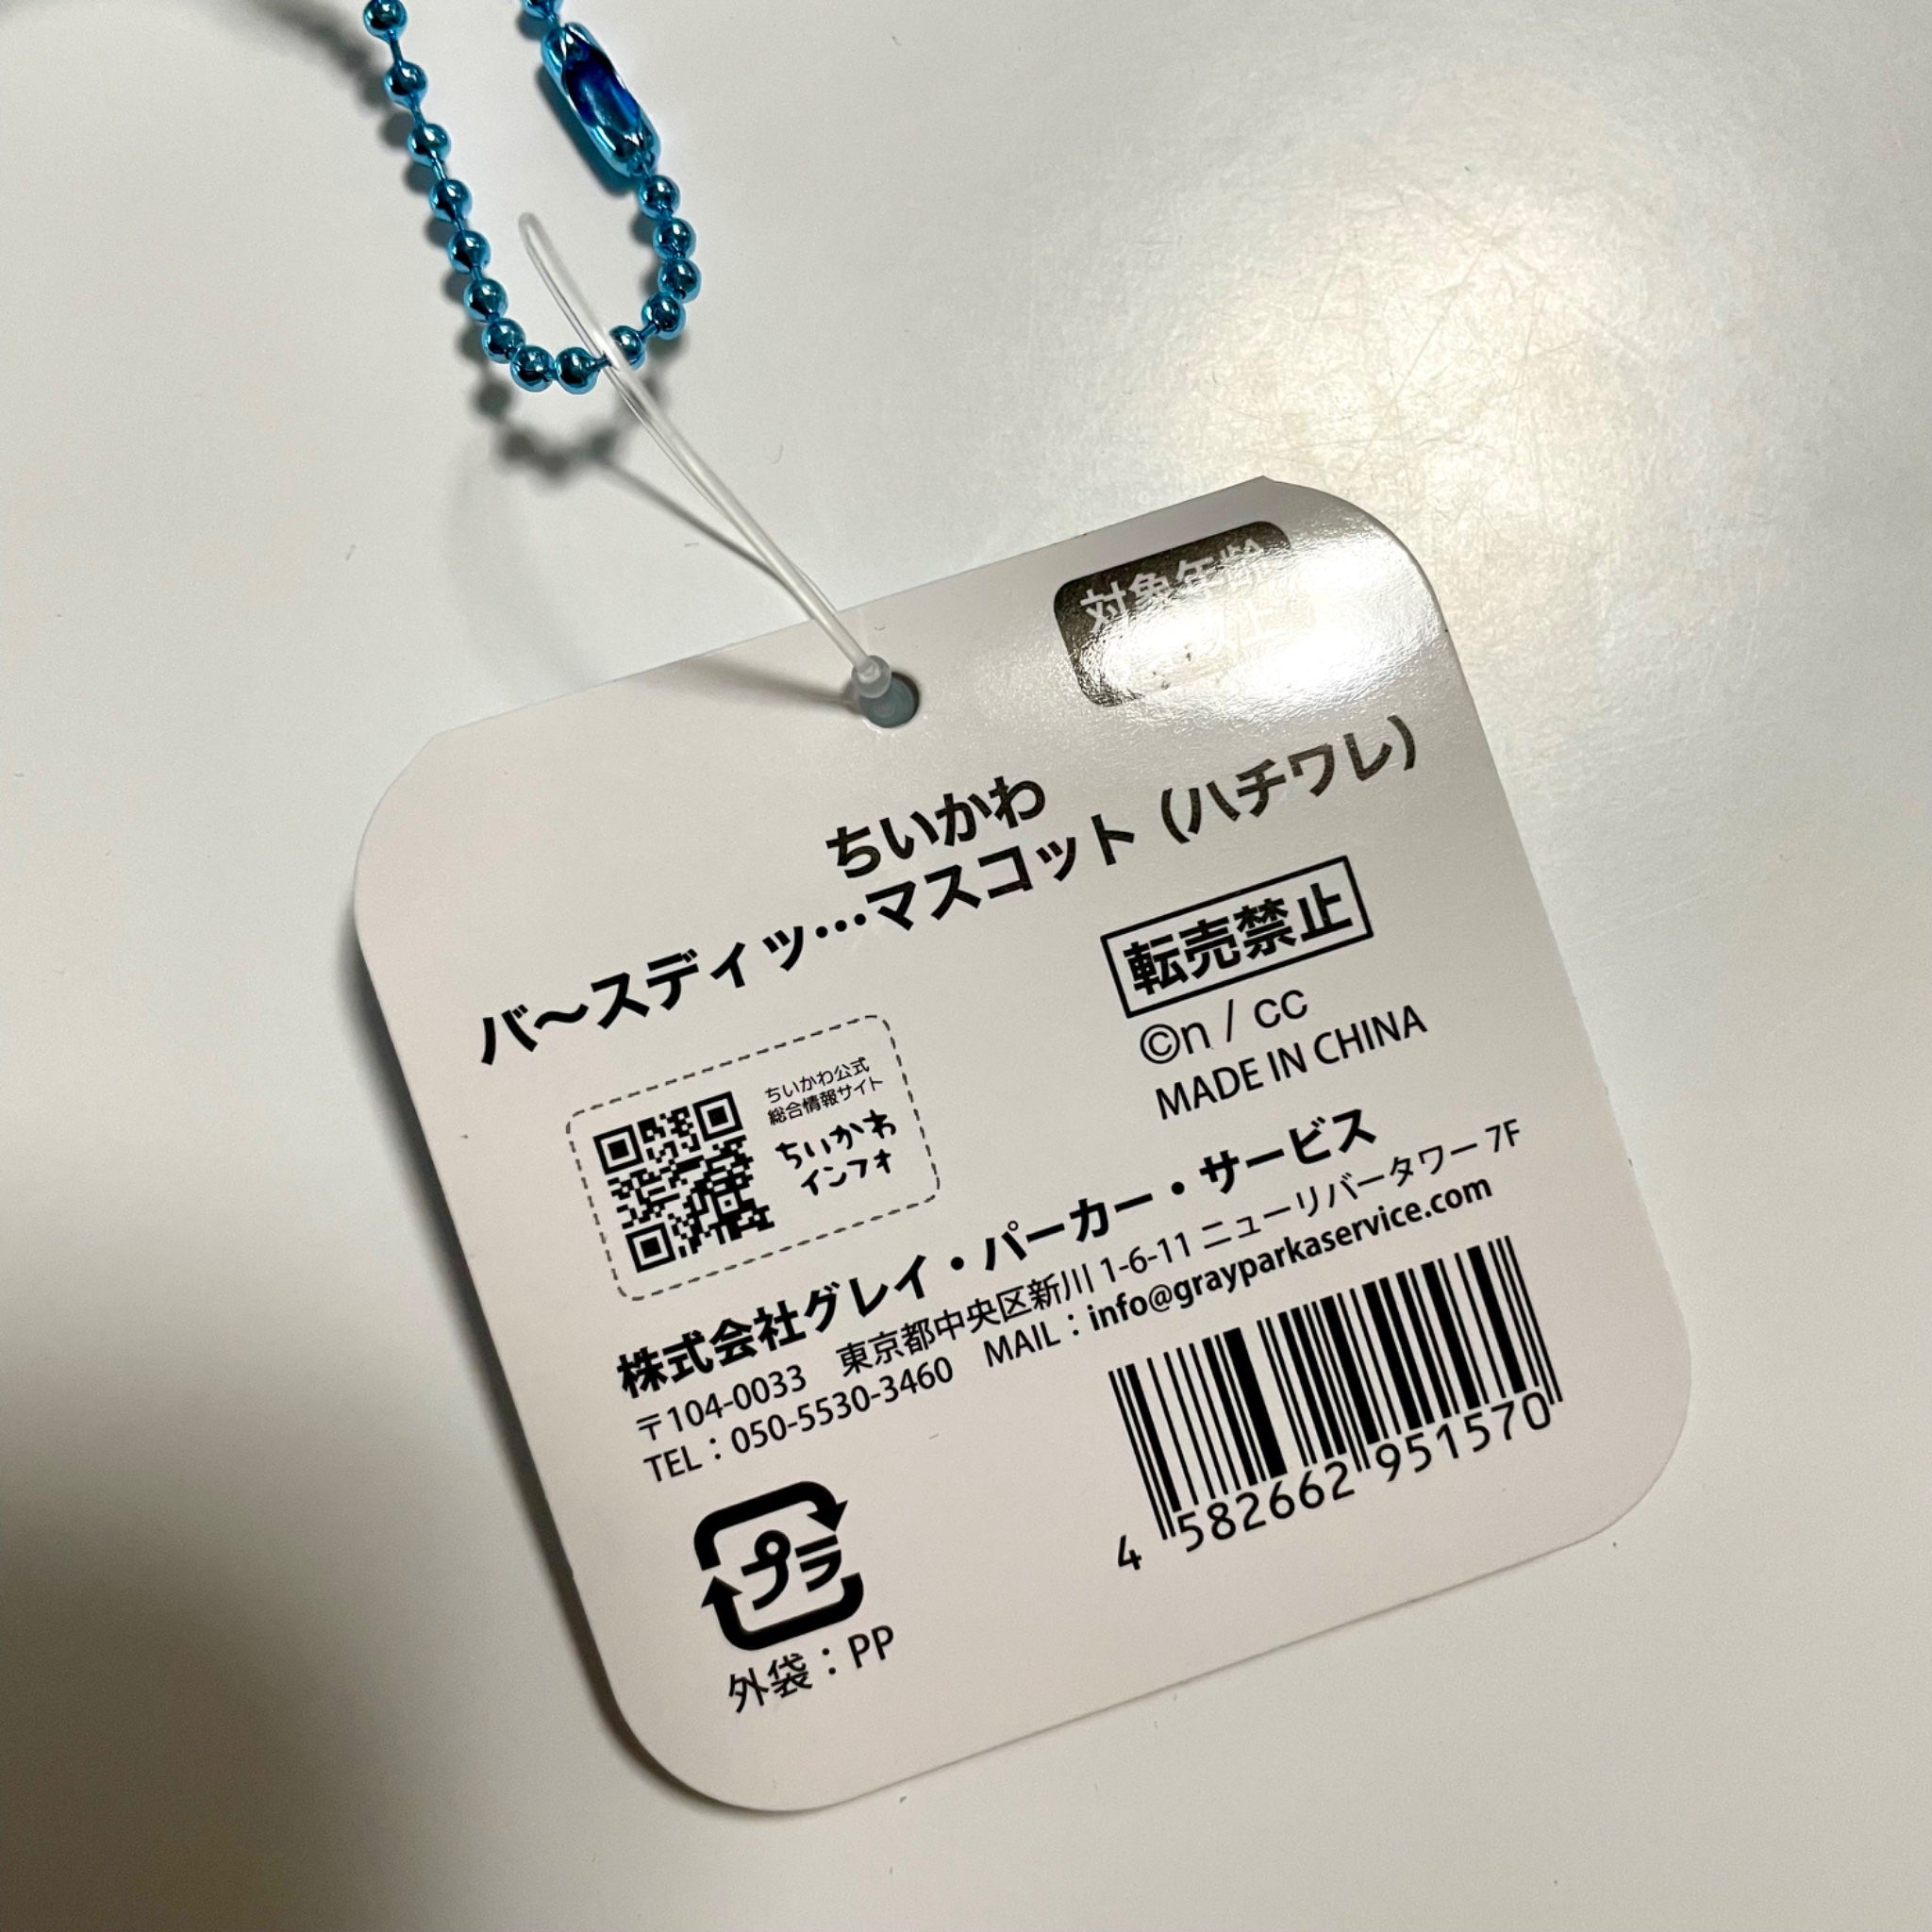 対象年齢
ちいかわ
バ〜スディッ…マスコット（ハチワレ）
転売禁止
©n / cc
MADE IN CHINA
ちいかわ公式
総合情報サイト
ちいかわ
インフォ
株式会社グレイ・パーカー・サービス
〒104-0033　東京都中央区新川 1-6-11 ニューリバータワー 7F
TEL：050-5530-3460　MAIL：info@grayparkaservice.com
4 582662 951570
プラ
外袋：PP